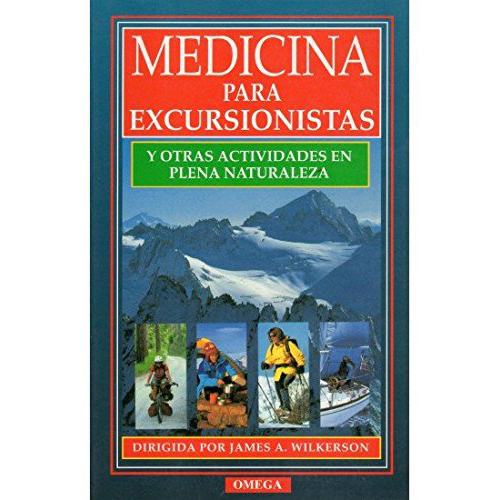 MEDICINA
PARA
EXCURSIONISTAS
Y OTRAS ACTIVIDADES EN
PLENA NATURALEZA
DIRIGIDA POR JAMES A. WILKERSON
OMEGA